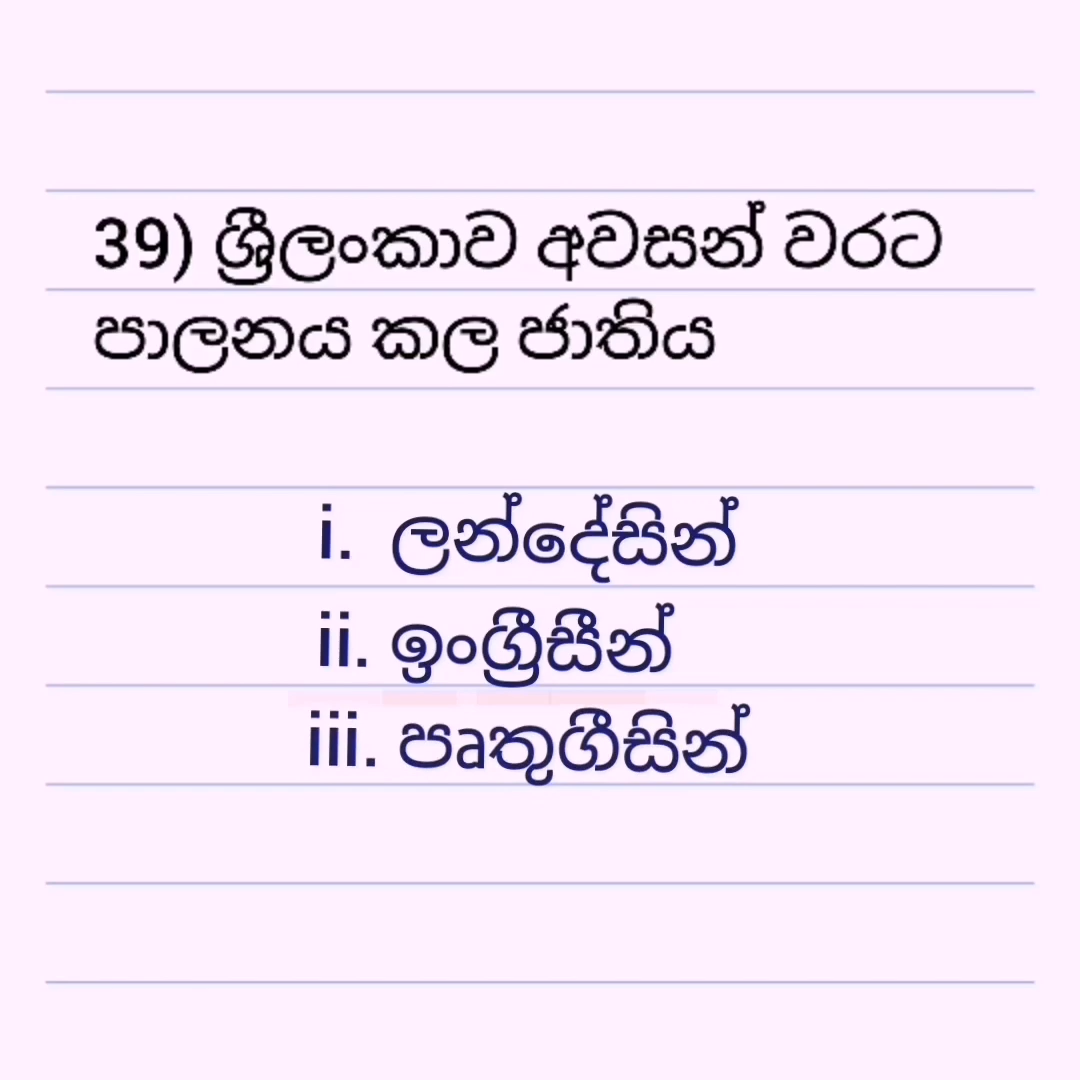 39) ශ්‍රීලංකාව අවසන් වරට
පාලනය කල ජාතිය
i. ලන්දේසින්
ii. ඉංග්‍රීසීන්
iii. පෘතුගීසින්